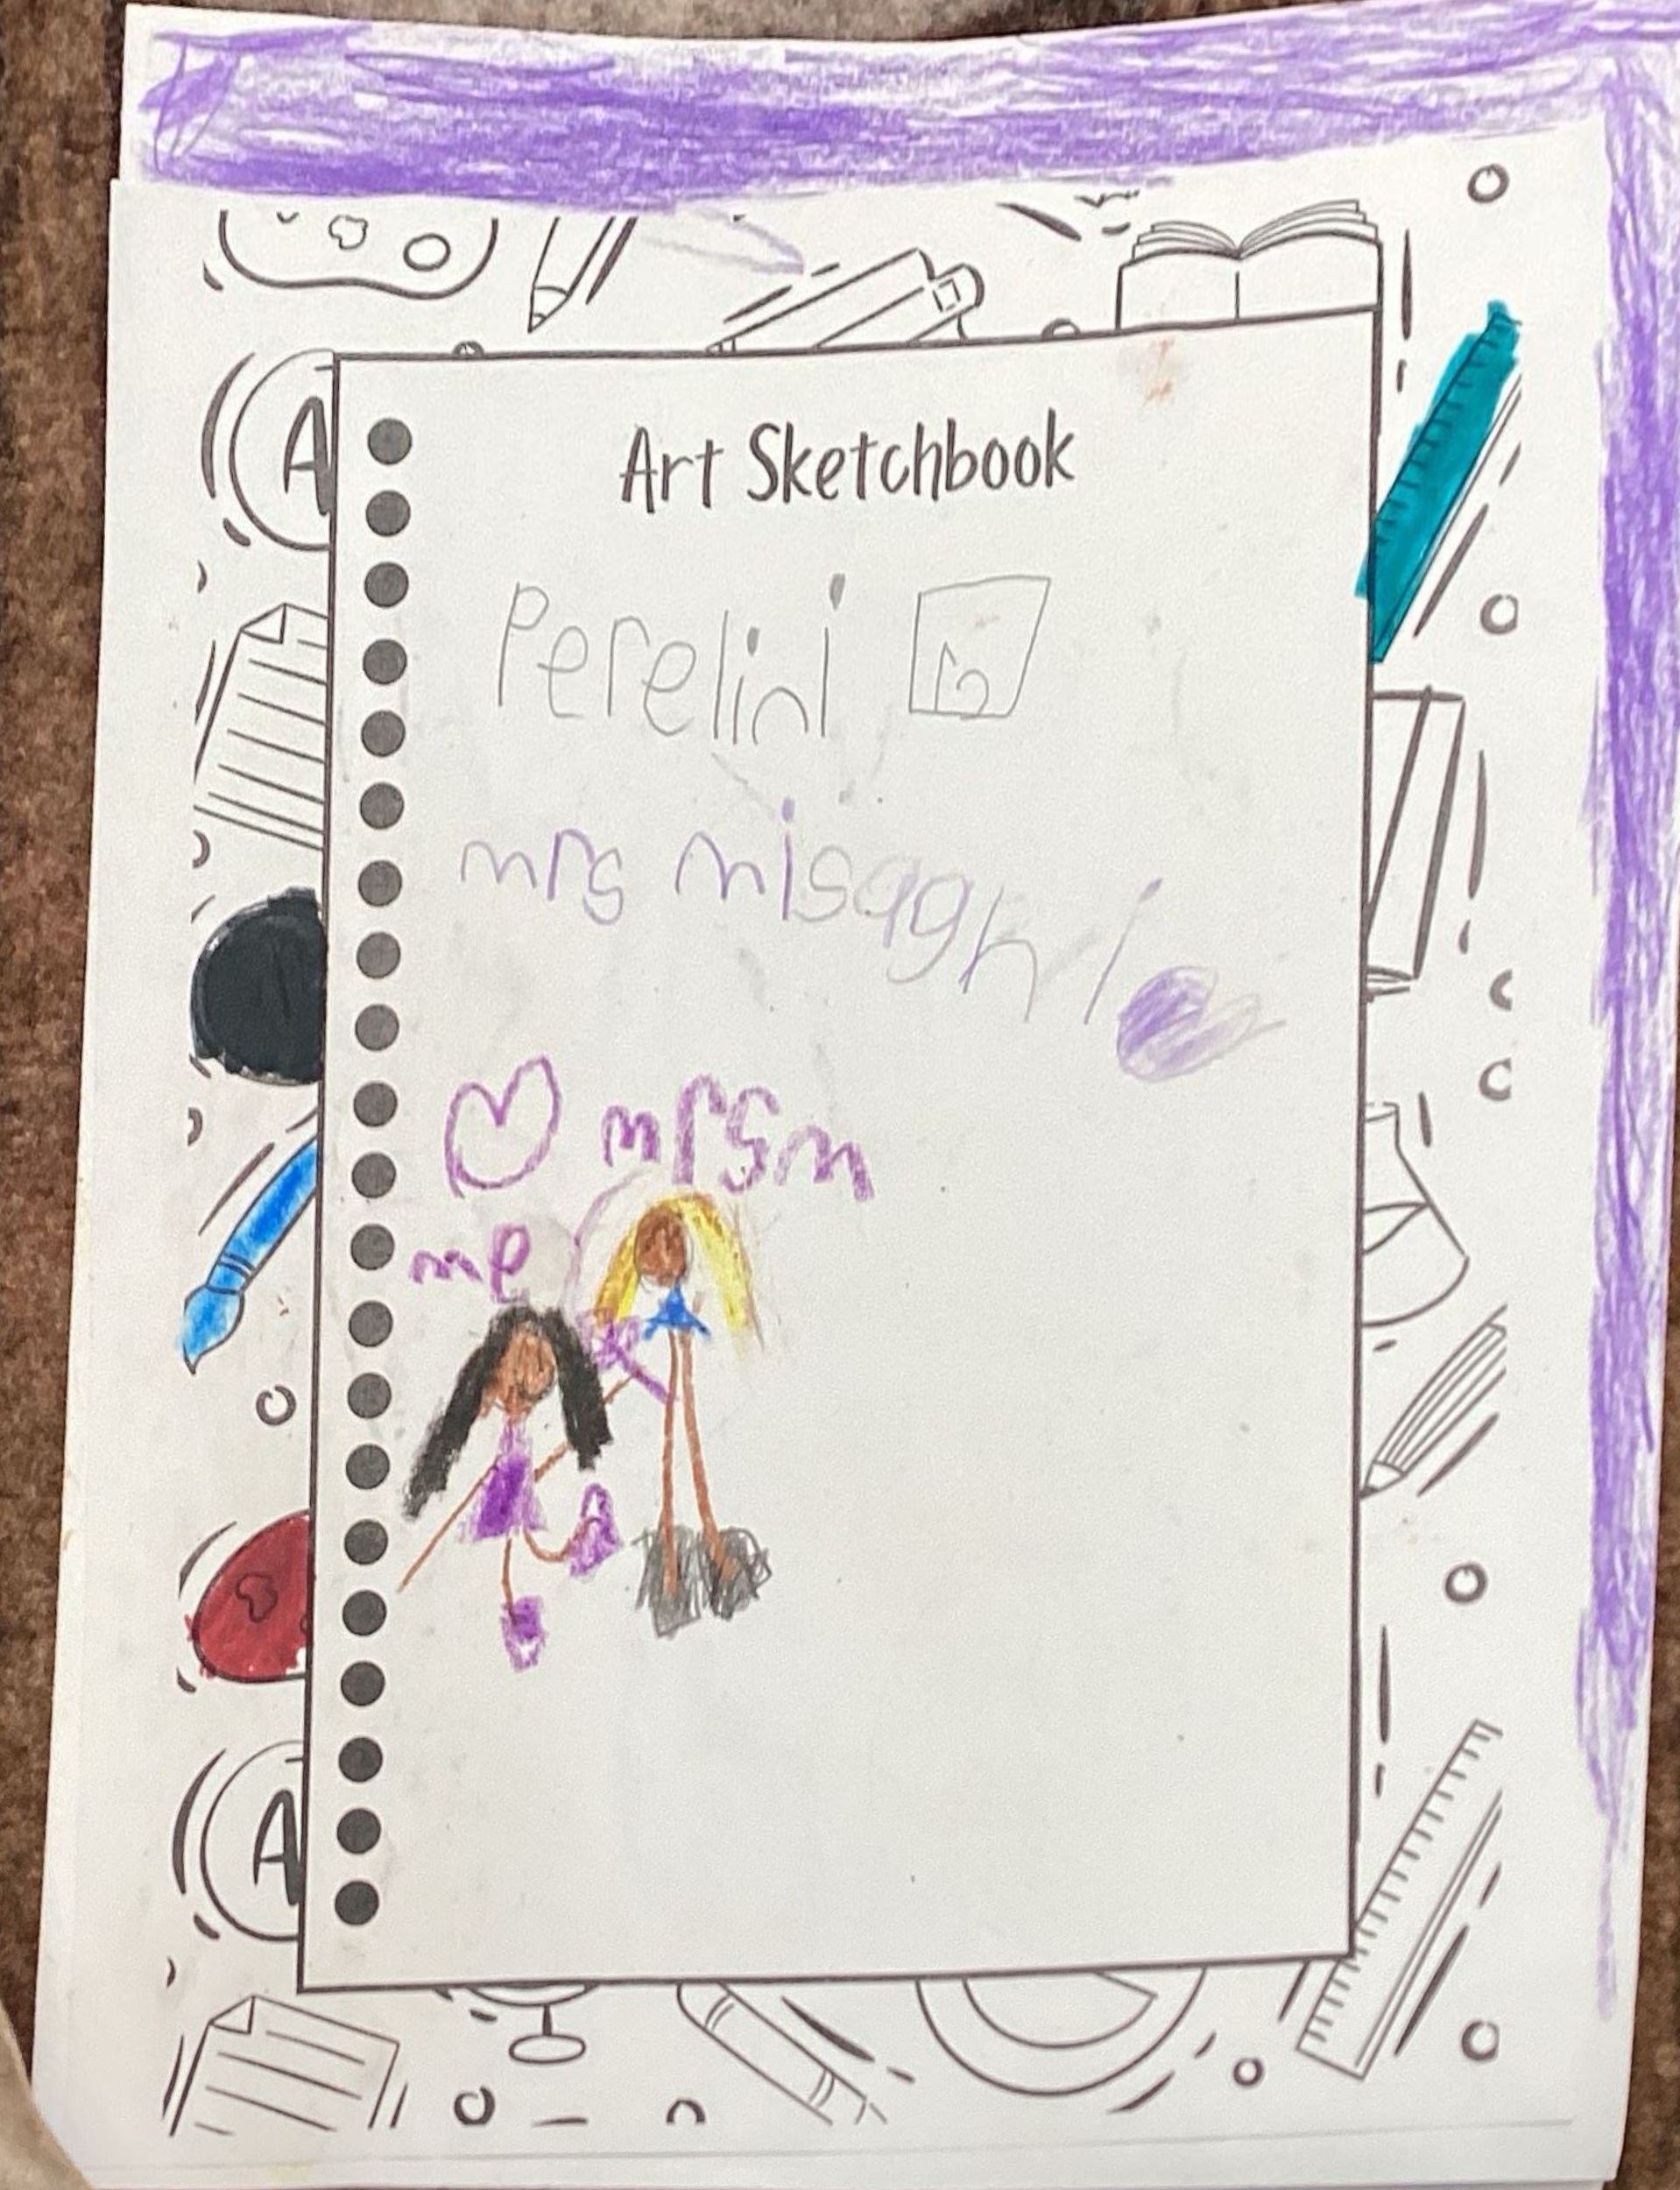 Art Sketchbook
Perelini
mrs misaghi
mrsm
me
A
A